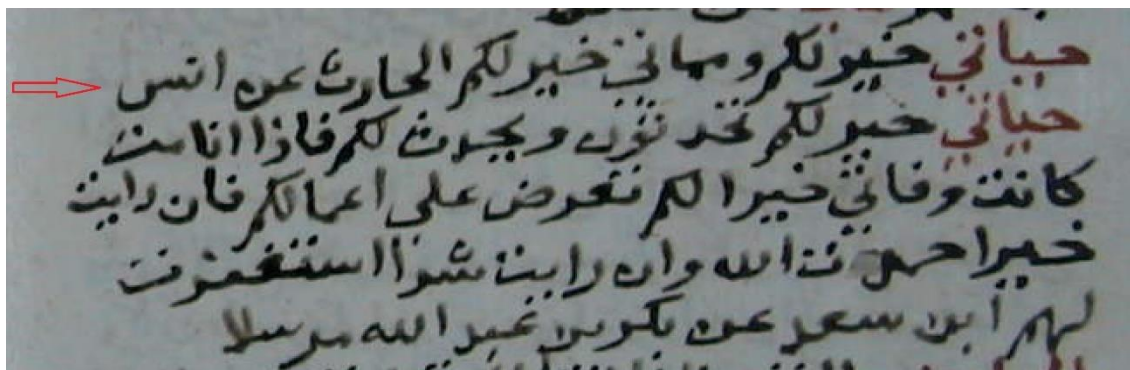 حياتي خير لكم ومماتي خير لكم الحارث عن انس
حياتي خير لكم تحدثون ويحدث لكم فاذا انا مت
كانت وفاتي خيرا لكم تعرض علي اعمالكم فان رايت
خيرا حمدت الله وان رايت شرا استغفرت
لهم ابن سعد عن بكر بن عبد الله مرسلا